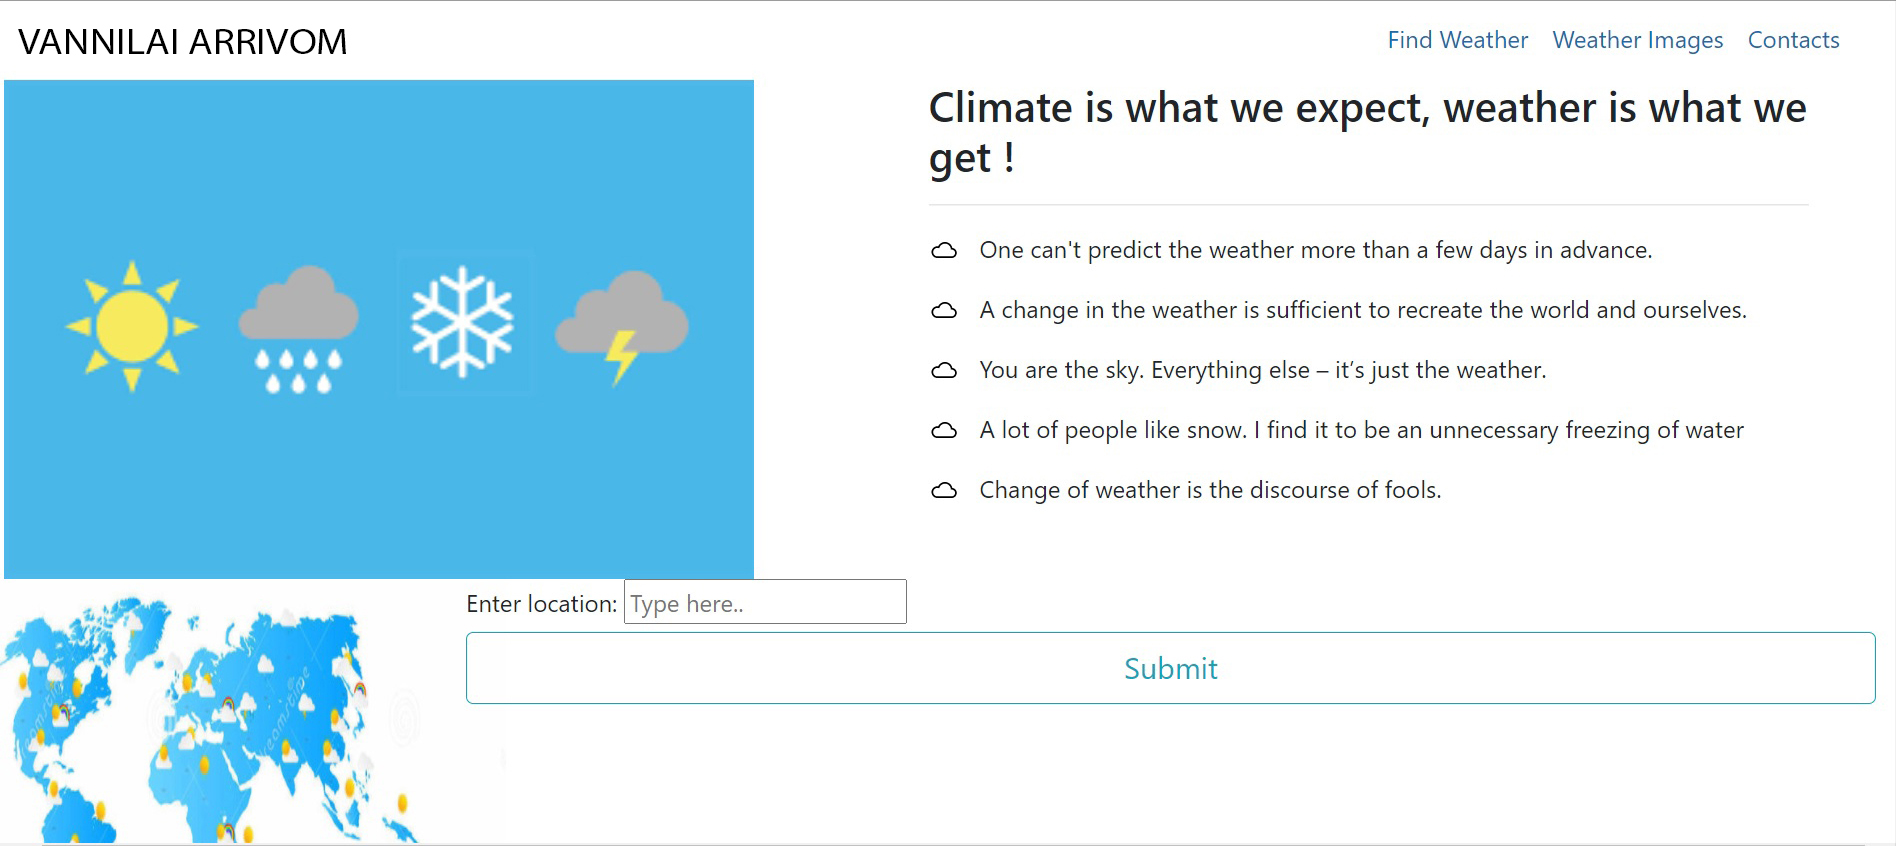 VANNILAI ARRIVOM
Find Weather Weather Images Contacts
Climate is what we expect, weather is what we
get !
One can't predict the weather more than a few days in advance.
A change in the weather is sufficient to recreate the world and ourselves.
You are the sky. Everything else – it’s just the weather.
A lot of people like snow. I find it to be an unnecessary freezing of water
Change of weather is the discourse of fools.
Enter location: Type here..
Submit